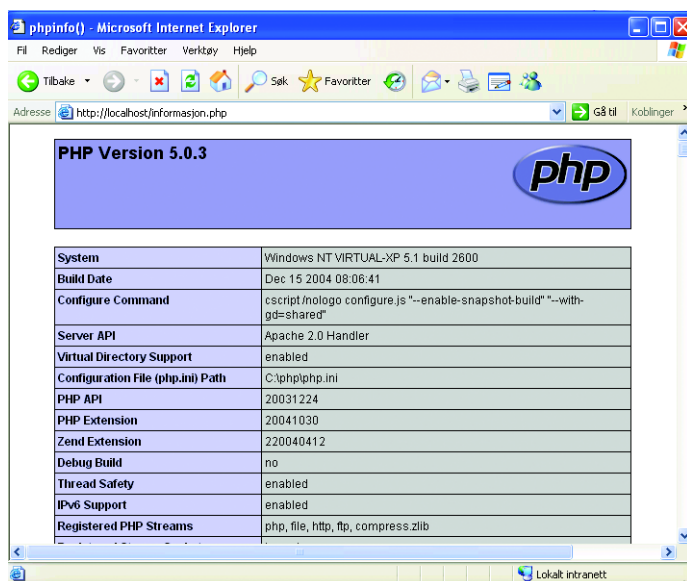 phpinfo() - Microsoft Internet Explorer
Fil Rediger Vis Favoritter Verktøy Hjelp
Tilbake Søk Favoritter
Adresse http://localhost/informasjon.php Gå til Koblinger
PHP Version 5.0.3
php
System Windows NT VIRTUAL-XP 5.1 build 2600
Build Date Dec 15 2004 08:06:41
Configure Command cscript /nologo configure.js "--enable-snapshot-build" "--with-
gd=shared"
Server API Apache 2.0 Handler
Virtual Directory Support enabled
Configuration File (php.ini) Path C:\php\php.ini
PHP API 20031224
PHP Extension 20041030
Zend Extension 220040412
Debug Build no
Thread Safety enabled
IPv6 Support enabled
Registered PHP Streams php, file, http, ftp, compress.zlib
Lokalt intranett